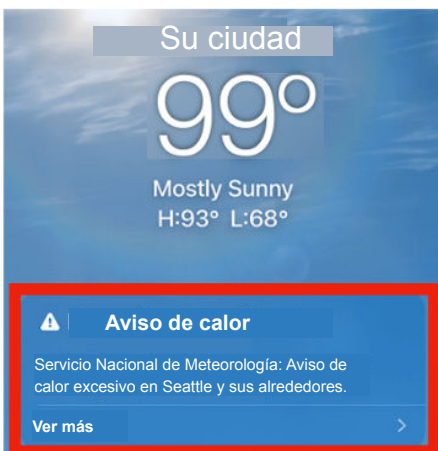 Su ciudad
99°
Mostly Sunny
H:93° L:68°
Aviso de calor
Servicio Nacional de Meteorología: Aviso de
calor excesivo en Seattle y sus alrededores.
Ver más